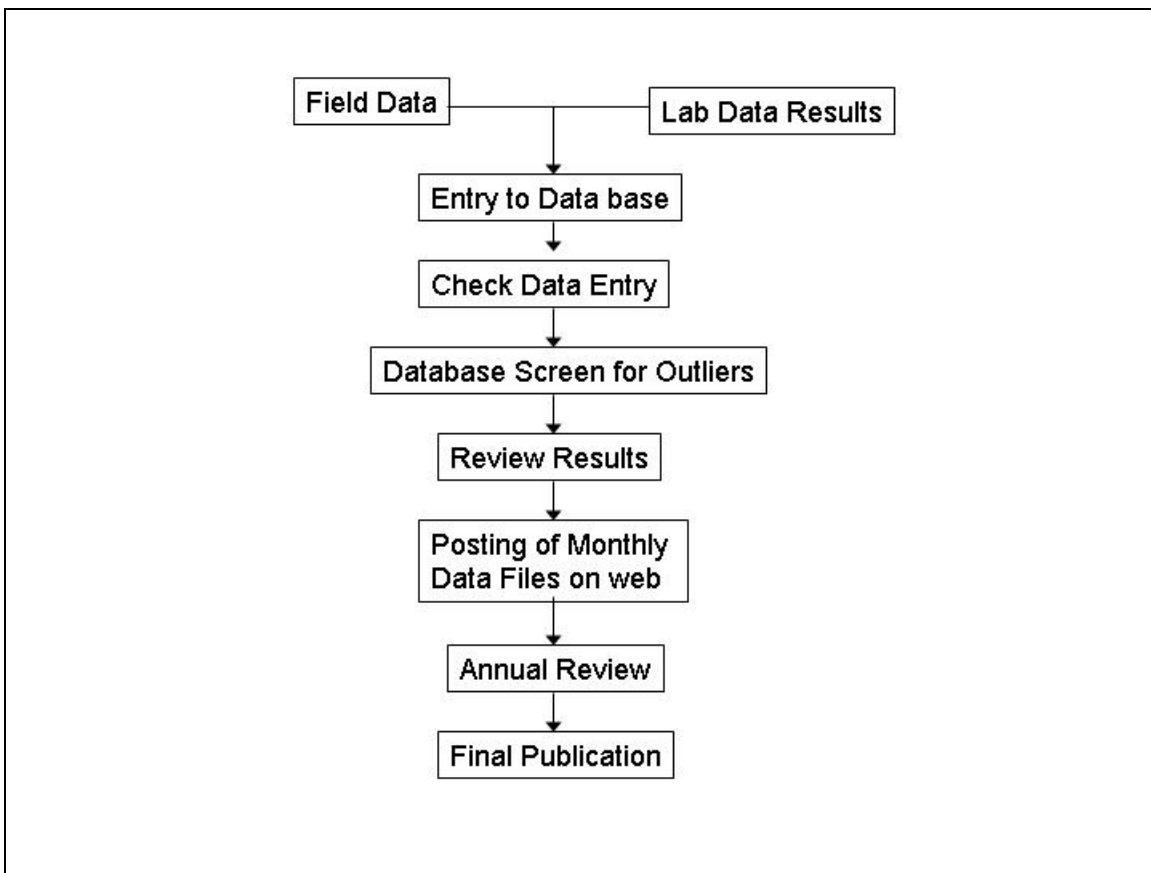 Field Data
Lab Data Results
Entry to Data base
Check Data Entry
Database Screen for Outliers
Review Results
Posting of Monthly
Data Files on web
Annual Review
Final Publication